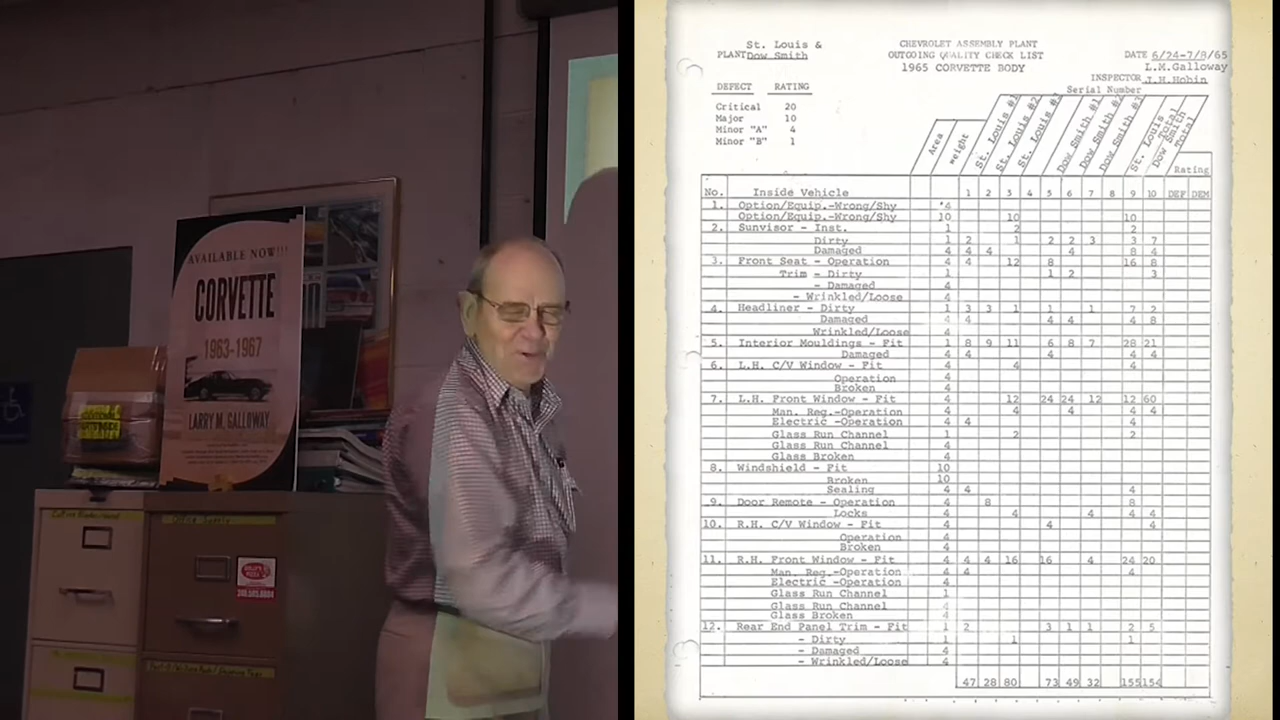 AVAILABLE NOW!!!
CORVETTE
1963-1967
LARRY M. GALLOWAY
St. Louis &
PLANT Dow Smith
CHEVROLET ASSEMBLY PLANT
OUTGOING QUALITY CHECK LIST
1965 CORVETTE BODY
DATE 6/24-7/8/65
L.M.Galloway
INSPECTOR J.H.Hobin
Serial Number
DEFECT RATING
Critical 20
Major 10
Minor "A" 4
Minor "B" 1
Area
weight
St. Louis #1
St. Louis #2
St. Louis
Dow Smith #1
Dow Smith #2
Dow Smith
St. Louis Total
Dow Smith Total
Rating
No. Inside Vehicle 1 2 3 4 5 6 7 8 9 10 DEF DEM
1. Option/Equip.-Wrong/Shy 4
Option/Equip.-Wrong/Shy 10 10 10
2. Sunvisor - Inst. 1 2 2
Dirty 1 2 1 2 2 3 3 7
Damaged 4 4 4 4 8 4
3. Front Seat - Operation 4 4 12 8 16 8
Trim - Dirty 1 1 2 3
- Damaged 4
- Wrinkled/Loose 4
4. Headliner - Dirty 1 3 3 1 1 1 7 2
Damaged 4 4 4 4 4 8
Wrinkled/Loose 4
5. Interior Mouldings - Fit 1 8 9 11 6 8 7 28 21
Damaged 4 4 4 4 4
6. L.H. C/V Window - Fit 4 4 4
Operation 4
Broken 4
7. L.H. Front Window - Fit 4 12 24 24 12 12 60
Man. Reg.-Operation 4 4 4 4 4
Electric -Operation 4 4 4
Glass Run Channel 1 2 2
Glass Run Channel 4
Glass Broken 4
8. Windshield - Fit 10
Broken 10
Sealing 4 4 4
9. Door Remote - Operation 4 8 8
Locks 4 4 4 4 4
10. R.H. C/V Window - Fit 4 4 4
Operation 4
Broken 4
11. R.H. Front Window - Fit 4 4 4 16 16 4 24 20
Man. Reg.-Operation 4 4 4
Electric -Operation 4
Glass Run Channel 1
Glass Run Channel 4
Glass Broken 4
12. Rear End Panel Trim - Fit 1 2 3 1 1 2 5
- Dirty 1 1 1
- Damaged 4
- Wrinkled/Loose 4
47 28 80 73 49 32 155 154